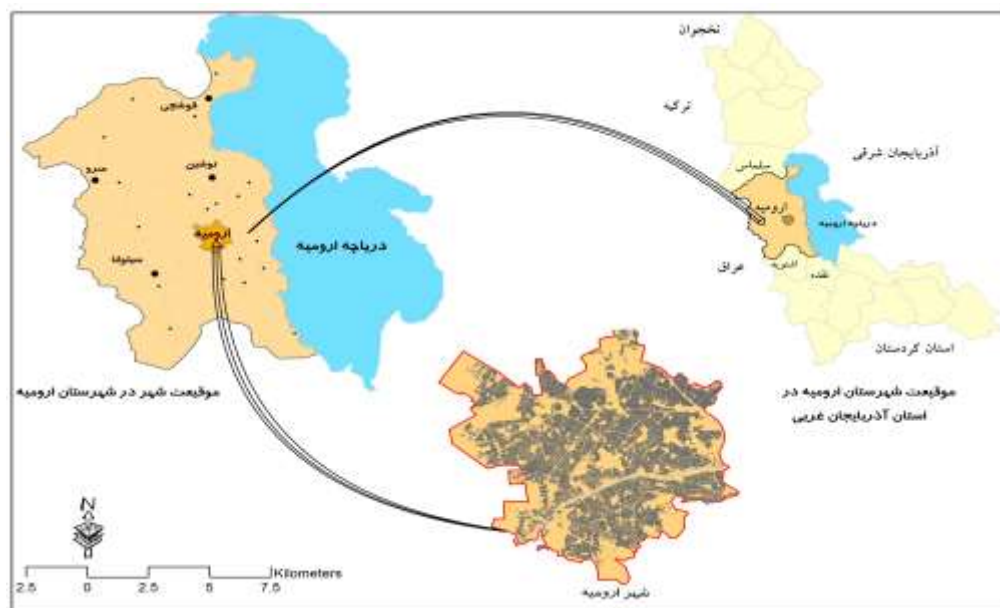 نخجوان
ترکیه
آذربایجان شرقی
سلماس
ارومیه
دریاچه ارومیه
عراق
اشنویه
نقده
استان کردستان
موقعیت شهرستان ارومیه در
استان آذربایجان غربی
قوشچی
نوشین
سرو
ارومیه
دریاچه ارومیه
سیلوانا
موقعیت شهر در شهرستان ارومیه
شهر ارومیه
N
Kilometers
2.5 0 2.5 5 7.5